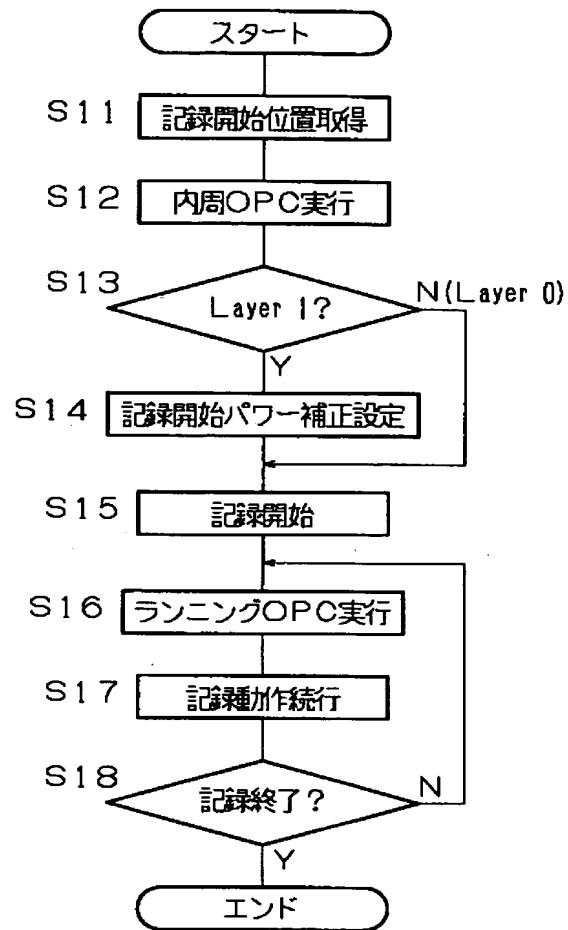 スタート
S11
記録開始位置取得
S12
内周OPC実行
S13
Layer 1?
N(Layer 0)
Y
S14
記録開始パワー補正設定
S15
記録開始
S16
ランニングOPC実行
S17
記録動作続行
S18
記録終了?
N
Y
エンド